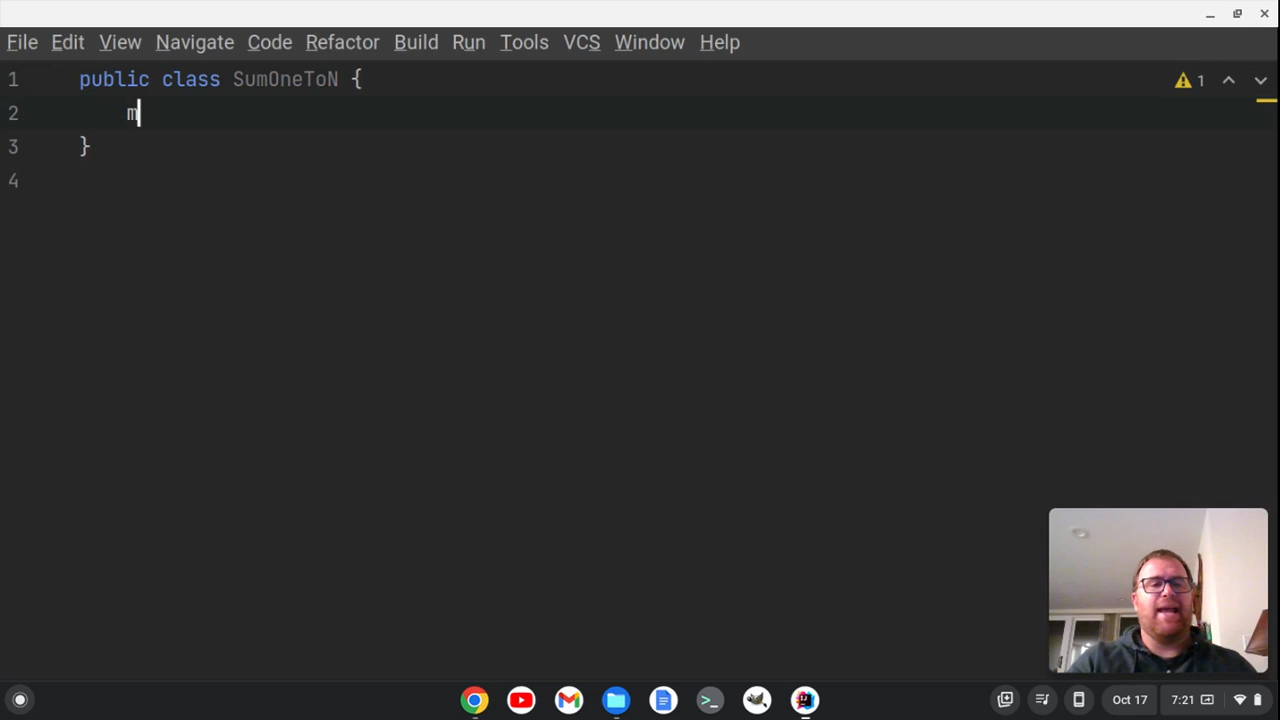 File Edit View Navigate Code Refactor Build Run Tools VCS Window Help
1 public class SumOneToN {
1
2 m
3 }
4
Oct 17 7:21